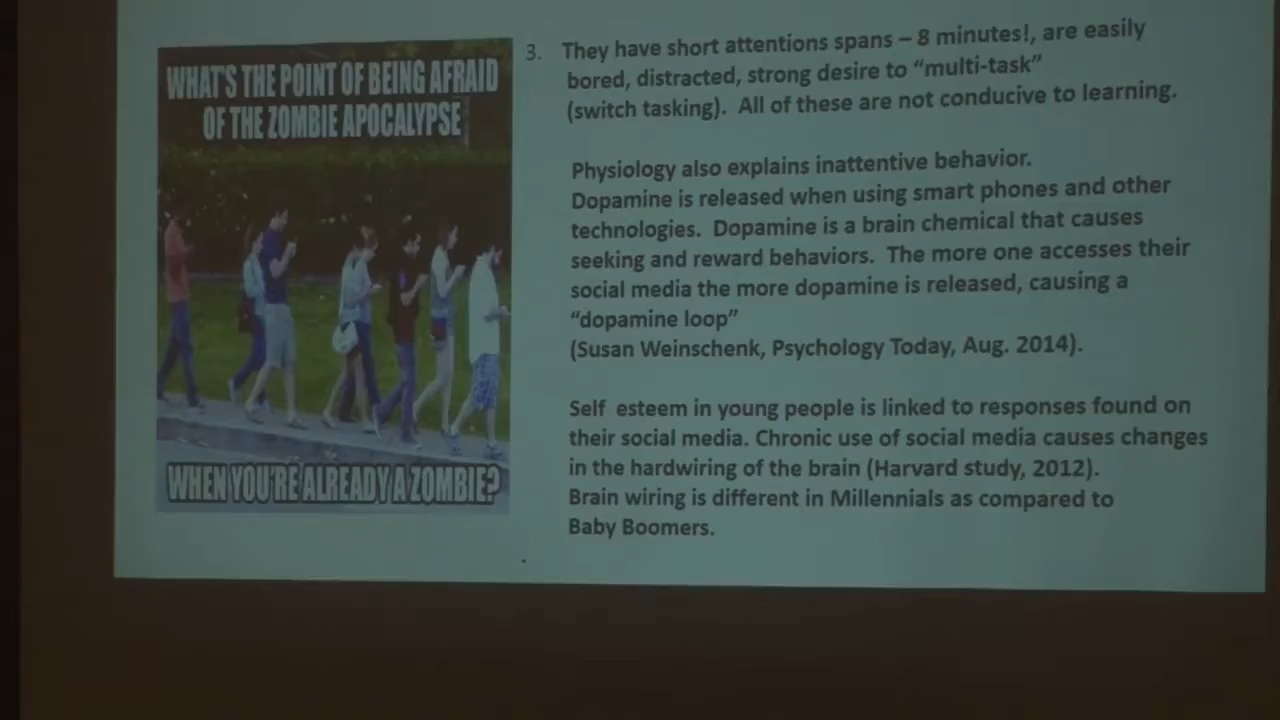 WHAT'S THE POINT OF BEING AFRAID
OF THE ZOMBIE APOCALYPSE
WHEN YOU'RE ALREADY A ZOMBIE?
3. They have short attentions spans – 8 minutes!, are easily
bored, distracted, strong desire to “multi-task”
(switch tasking). All of these are not conducive to learning.
Physiology also explains inattentive behavior.
Dopamine is released when using smart phones and other
technologies. Dopamine is a brain chemical that causes
seeking and reward behaviors. The more one accesses their
social media the more dopamine is released, causing a
“dopamine loop”
(Susan Weinschenk, Psychology Today, Aug. 2014).
Self esteem in young people is linked to responses found on
their social media. Chronic use of social media causes changes
in the hardwiring of the brain (Harvard study, 2012).
Brain wiring is different in Millennials as compared to
Baby Boomers.